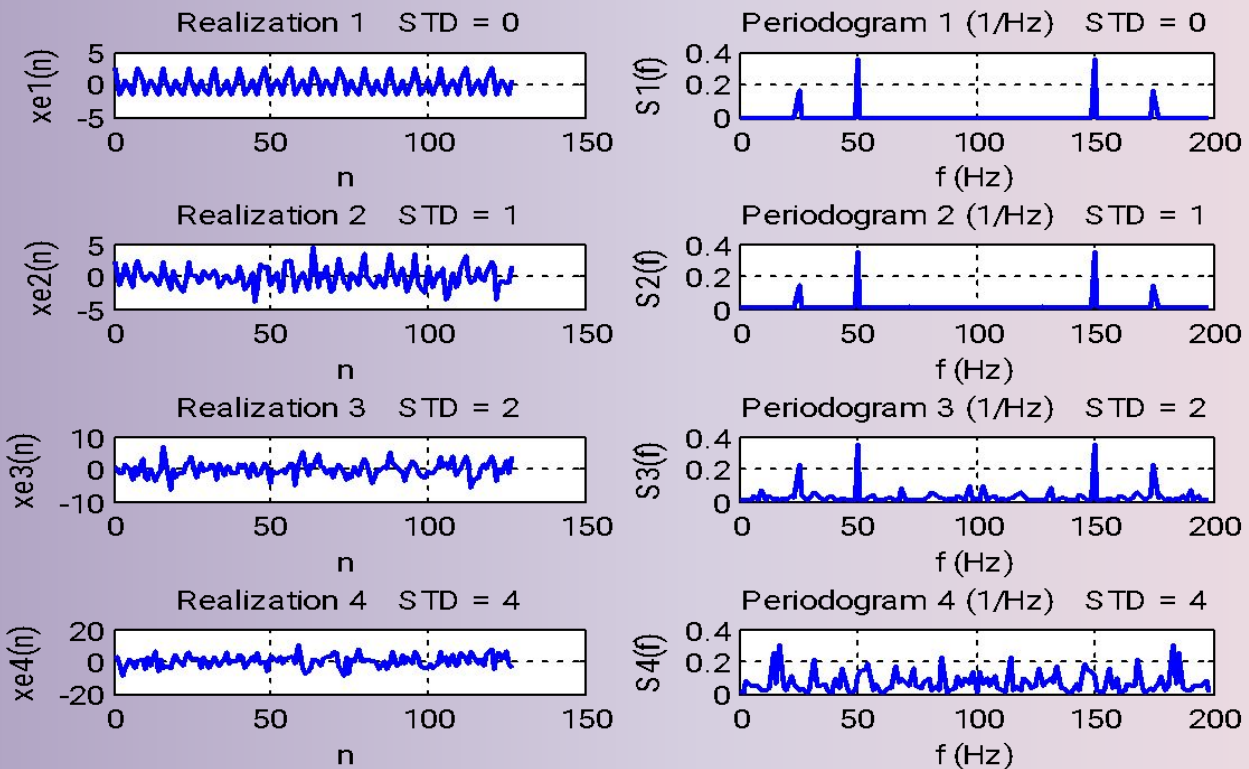 Realization 1 STD = 0
xe1(n)
5
0
-5
0 50 100 150
n
Periodogram 1 (1/Hz) STD = 0
S1(f)
0.4
0.2
0
0 50 100 150 200
f (Hz)
Realization 2 STD = 1
xe2(n)
5
0
-5
0 50 100 150
n
Periodogram 2 (1/Hz) STD = 1
S2(f)
0.4
0.2
0
0 50 100 150 200
f (Hz)
Realization 3 STD = 2
xe3(n)
10
0
-10
0 50 100 150
n
Periodogram 3 (1/Hz) STD = 2
S3(f)
0.4
0.2
0
0 50 100 150 200
f (Hz)
Realization 4 STD = 4
xe4(n)
20
0
-20
0 50 100 150
n
Periodogram 4 (1/Hz) STD = 4
S4(f)
0.4
0.2
0
0 50 100 150 200
f (Hz)